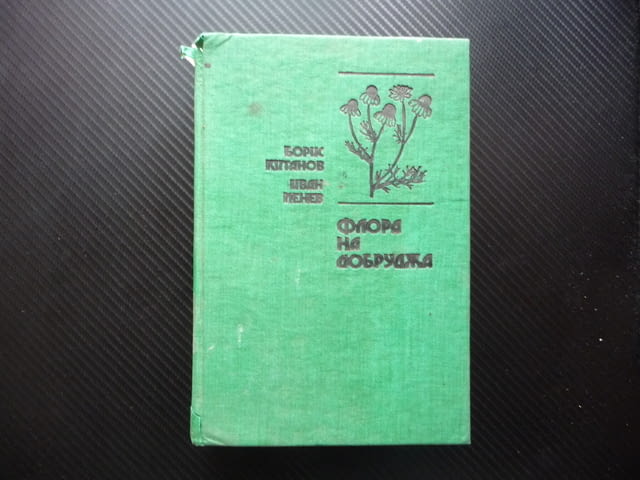 БОРИС
КИТАНОВ
ИВАН
ПЕНЕВ
ФЛОРА
НА
ДОБРУДЖА